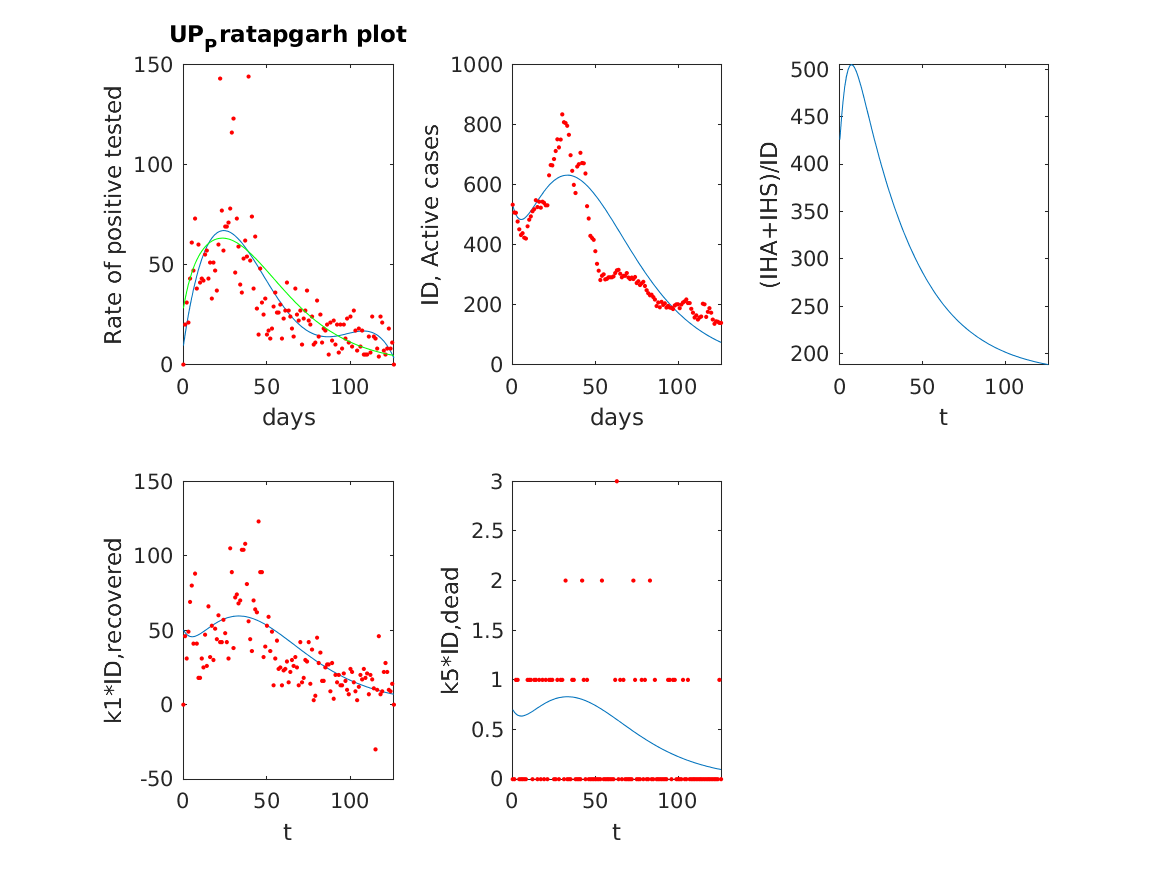 UP_Pratapgarh plot
Rate of positive tested
150
100
50
0
0 50 100
days
ID, Active cases
1000
800
600
400
200
0
0 50 100
days
(IHA+IHS)/ID
500
450
400
350
300
250
200
0 50 100
t
k1*ID,recovered
150
100
50
0
-50
0 50 100
t
k5*ID,dead
3
2.5
2
1.5
1
0.5
0
0 50 100
t